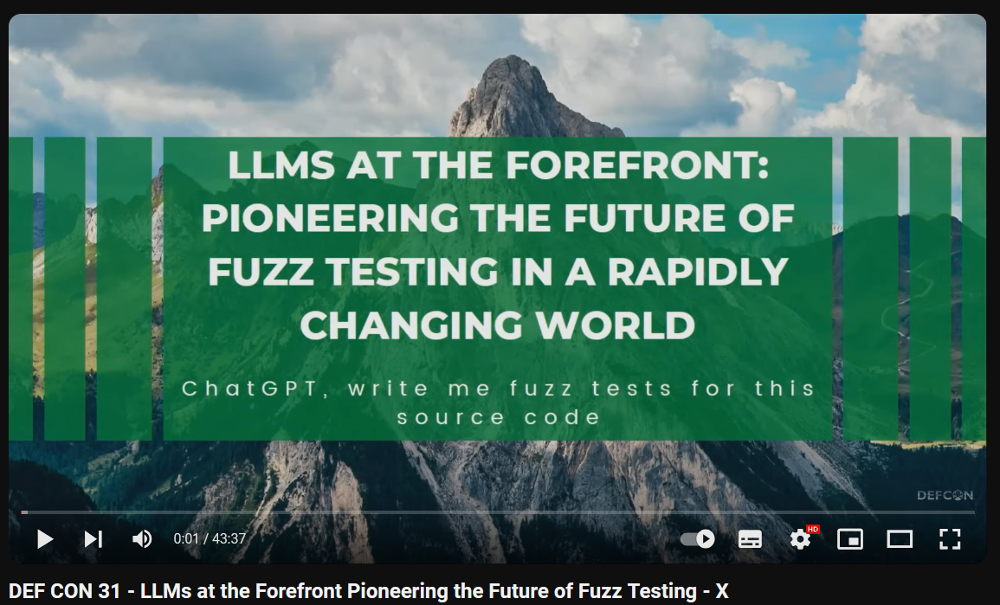 LLMS AT THE FOREFRONT:
PIONEERING THE FUTURE OF
FUZZ TESTING IN A RAPIDLY
CHANGING WORLD
ChatGPT, write me fuzz tests for this
source code
DEFCON
0:01 / 43:37
HD
DEF CON 31 - LLMs at the Forefront Pioneering the Future of Fuzz Testing - X